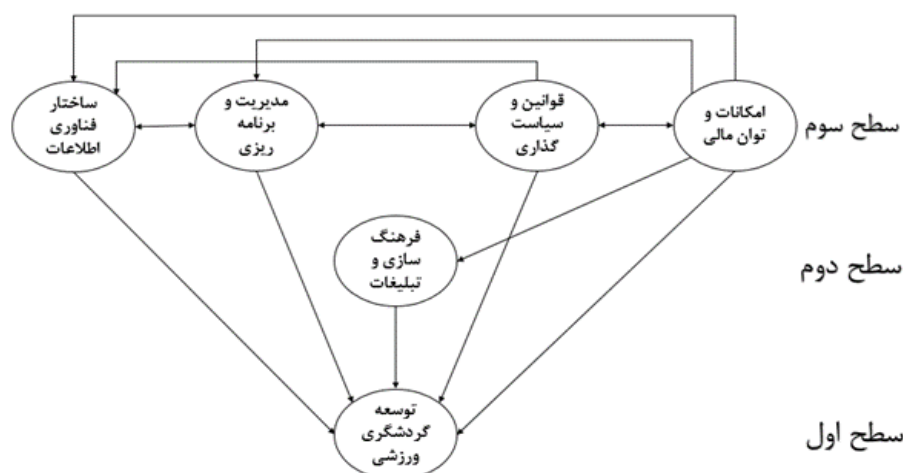 ساختار
فناوری
اطلاعات
مدیریت و
برنامه
ریزی
قوانین و
سیاست
گذاری
امکانات و
توان مالی
سطح سوم
فرهنگ
سازی و
تبلیغات
سطح دوم
توسعه
گردشگری
ورزشی
سطح اول